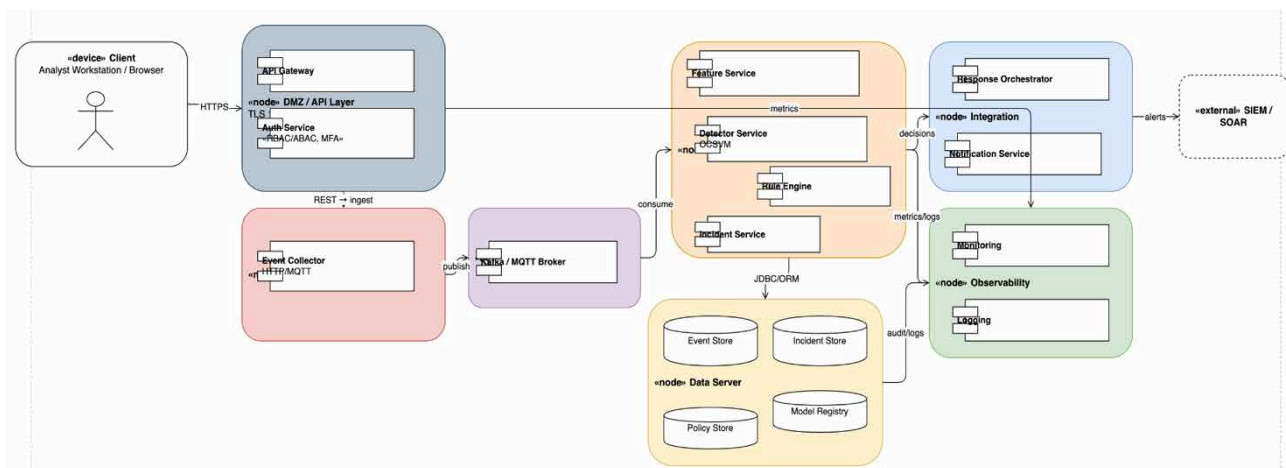 «device» Client
Analyst Workstation / Browser
HTTPS
API Gateway
«node» DMZ / API Layer
TLS
Auth Service
«RBAC/ABAC, MFA»
REST → ingest
Event Collector
HTTP/MQTT
publish
Kafka / MQTT Broker
consume
Feature Service
metrics
Detector Service
OCSVM
Rule Engine
Incident Service
decisions
metrics/logs
JDBC/ORM
Event Store
Incident Store
«node» Data Server
Policy Store
Model Registry
audit/logs
Response Orchestrator
«node» Integration
Notification Service
alerts
«external» SIEM /
SOAR
Monitoring
«node» Observability
Logging